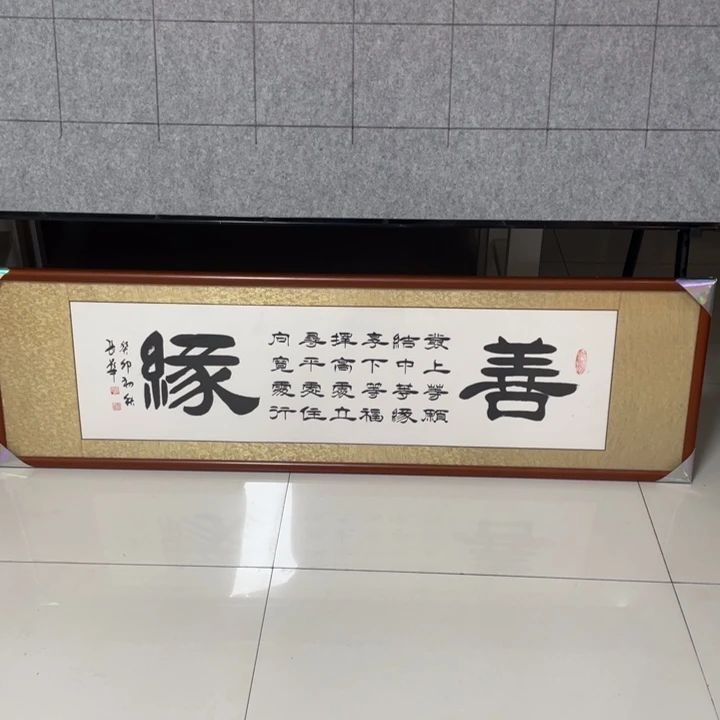 善
發上等願
結中等緣
享下等福
擇高處立
尋平處住
向寬處行
緣
癸卯初秋